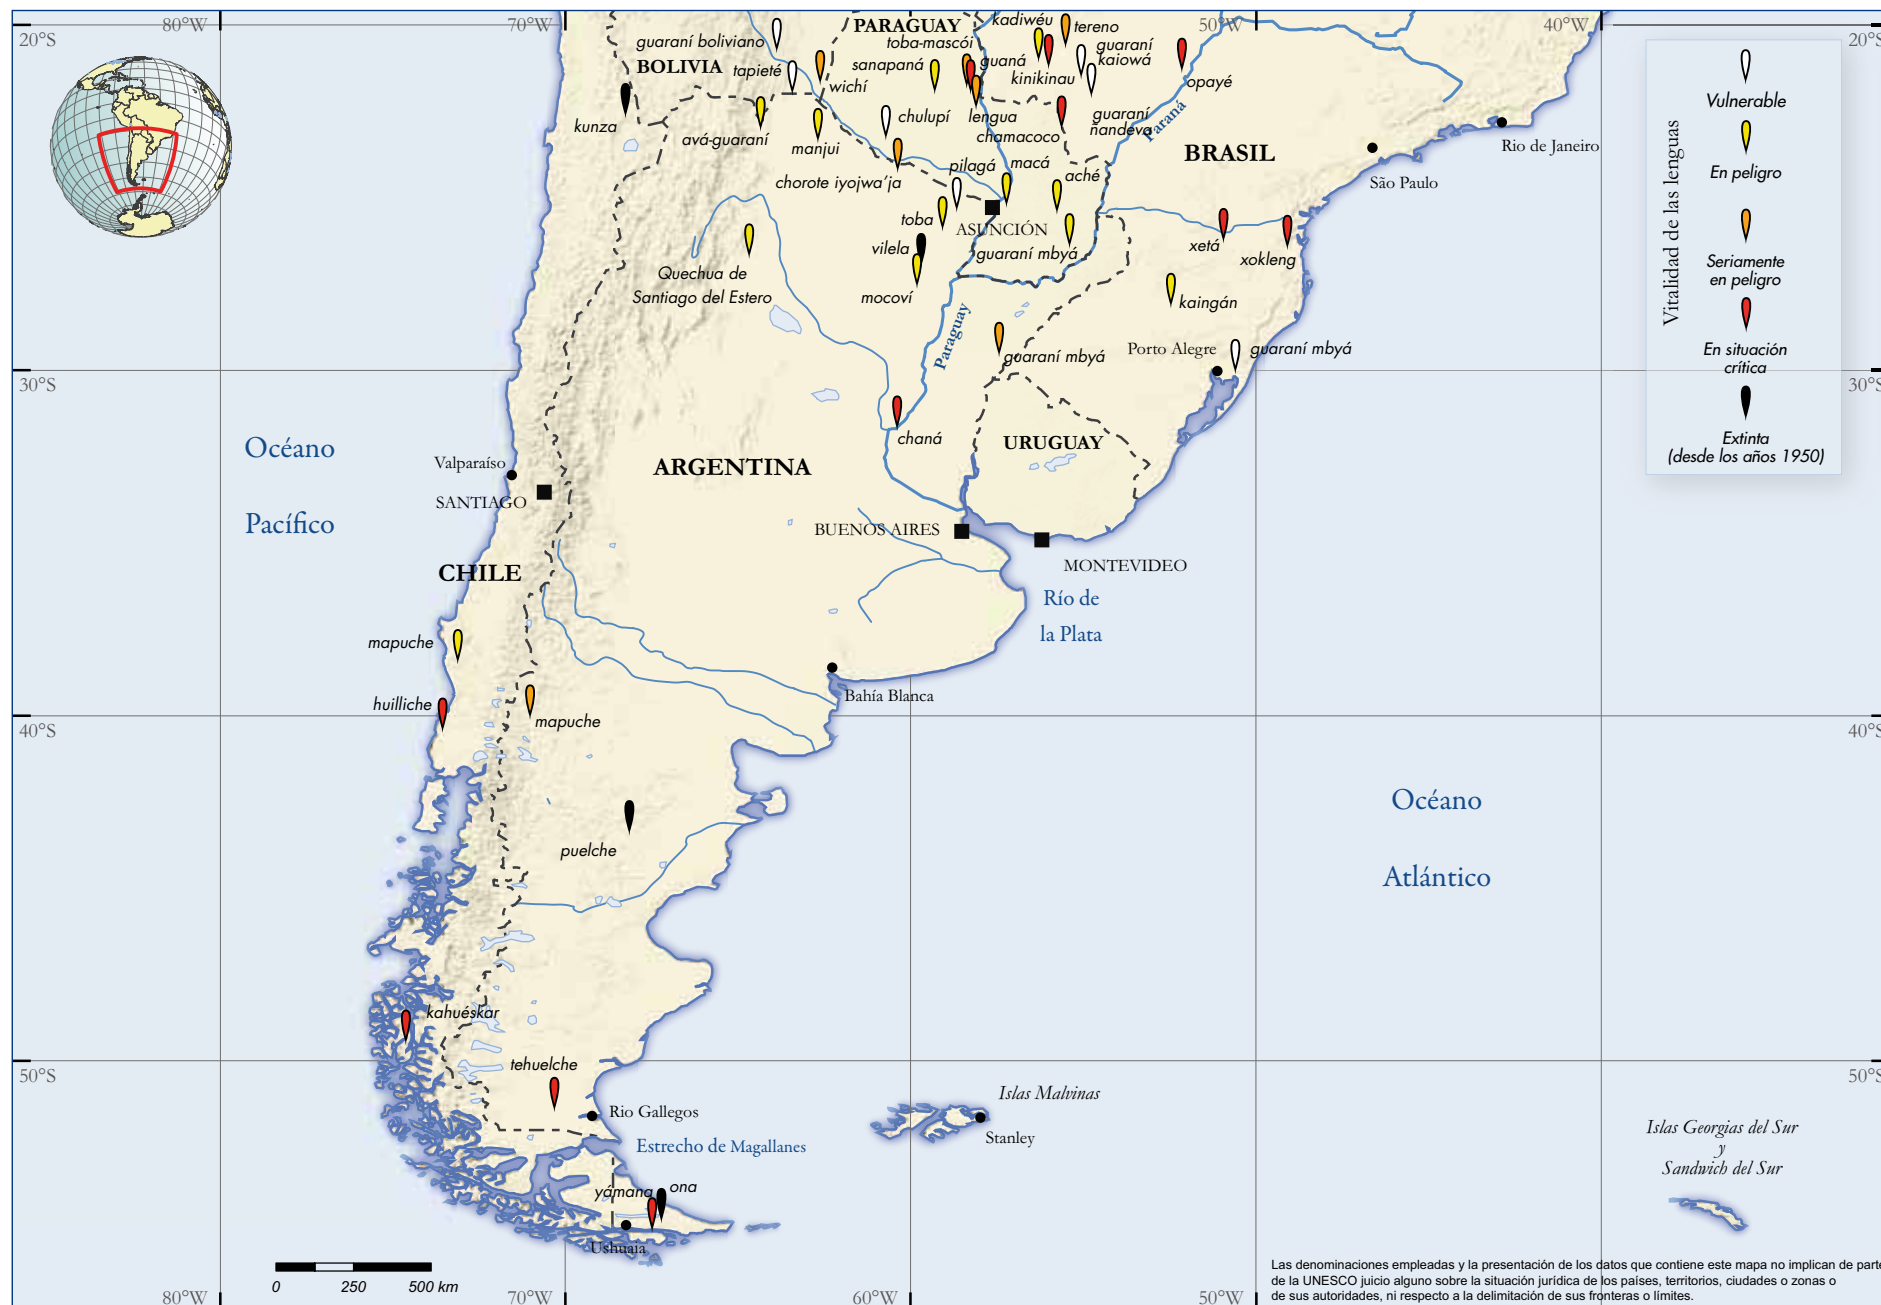 80°W
70°W
50°W
40°W
20°S
20°S
PARAGUAY
kadiwéu
tereno
guaraní boliviano
toba-mascói
guaraní
kaiowá
BOLIVIA
tapieté
sanapaná
guaná
kinikinau
opayé
wichí
kunza
chulupí
lengua
guaraní
ñandeva
avá-guaraní
manjui
chamacoco
Paraná
BRASIL
Rio de Janeiro
pilagá
macá
aché
chorote iyojwa'ja
São Paulo
toba
ASUNCIÓN
vilela
guaraní mbyá
xetá
xokleng
Quechua de
Santiago del Estero
mocoví
kaingán
Paraguay
guaraní mbyá
Porto Alegre
guaraní mbyá
30°S
30°S
chaná
Océano
Pacífico
Valparaíso
SANTIAGO
ARGENTINA
URUGUAY
BUENOS AIRES
MONTEVIDEO
CHILE
Río de
la Plata
mapuche
huilliche
mapuche
Bahía Blanca
40°S
40°S
Océano
Atlántico
puelche
kahuéskar
tehuelche
50°S
50°S
Rio Gallegos
Islas Malvinas
Stanley
Estrecho de Magallanes
Islas Georgias del Sur
y
Sandwich del Sur
yámana
ona
Ushuaia
0 250 500 km
80°W
70°W
60°W
50°W
Vitalidad de las lenguas
Vulnerable
En peligro
Seriamente
en peligro
En situación
crítica
Extinta
(desde los años 1950)
Las denominaciones empleadas y la presentación de los datos que contiene este mapa no implican de parte
de la UNESCO juicio alguno sobre la situación jurídica de los países, territorios, ciudades o zonas o
de sus autoridades, ni respecto a la delimitación de sus fronteras o límites.